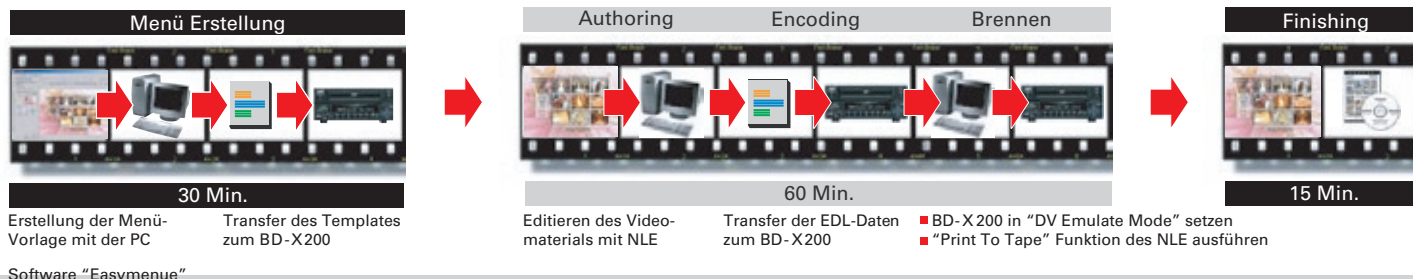 Menü Erstellung
Authoring Encoding Brennen
Finishing
30 Min.
60 Min.
15 Min.
Erstellung der Menü-
Vorlage mit der PC
Software “Easymenue”
Transfer des Templates
zum BD-X200
Editieren des Video-
materials mit NLE
Transfer der EDL-Daten
zum BD-X200
BD-X200 in “DV Emulate Mode” setzen
“Print To Tape” Funktion des NLE ausführen